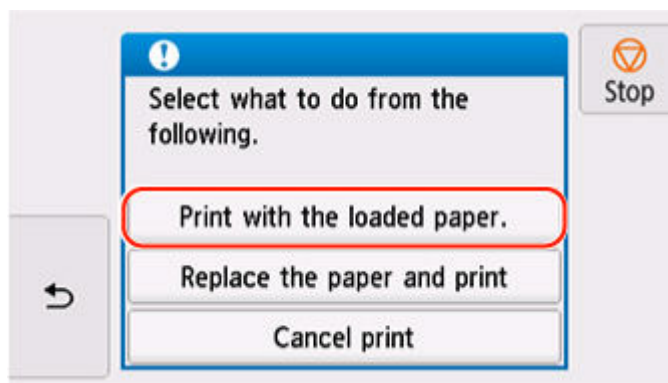 Select what to do from the
following.
Stop
Print with the loaded paper.
Replace the paper and print
Cancel print